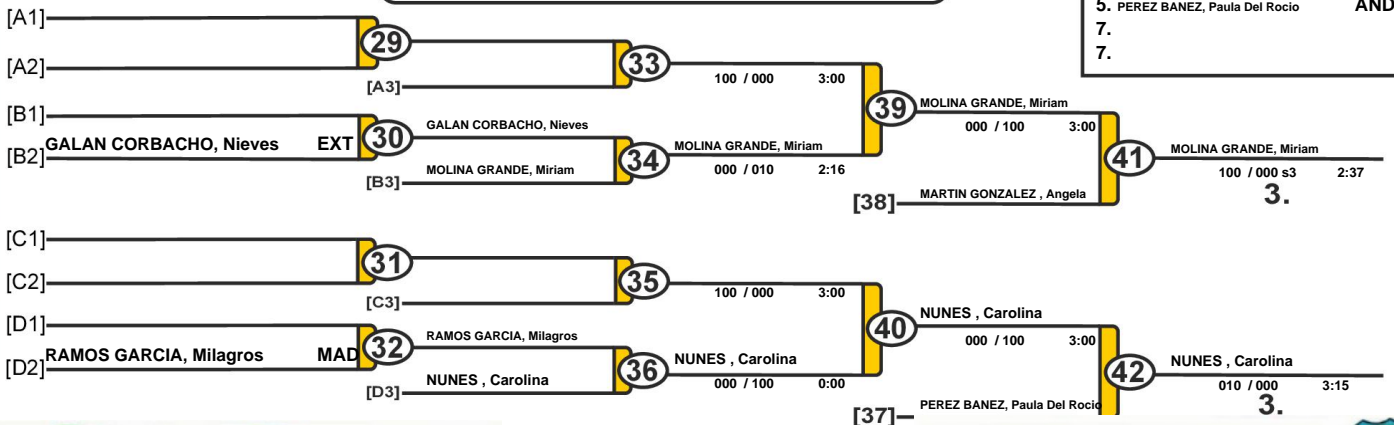 5. PEREZ BANEZ, Paula Del Rocio AND
7.
7.
[A1]
29
[A2]
[A3]
33
100 / 000 3:00
[B1]
[B2] GALAN CORBACHO, Nieves EXT
30
GALAN CORBACHO, Nieves
[B3] MOLINA GRANDE, Miriam
34
MOLINA GRANDE, Miriam
000 / 010 2:16
39
MOLINA GRANDE, Miriam
000 / 100 3:00
[38] MARTIN GONZALEZ , Angela
41
MOLINA GRANDE, Miriam
100 / 000 s3 2:37
3.
[C1]
31
[C2]
[C3]
35
100 / 000 3:00
[D1]
[D2] RAMOS GARCIA, Milagros MAD
32
RAMOS GARCIA, Milagros
[D3] NUNES , Carolina
36
NUNES , Carolina
000 / 100 0:00
40
NUNES , Carolina
000 / 100 3:00
[37] PEREZ BANEZ, Paula Del Rocio
42
NUNES , Carolina
010 / 000 3:15
3.